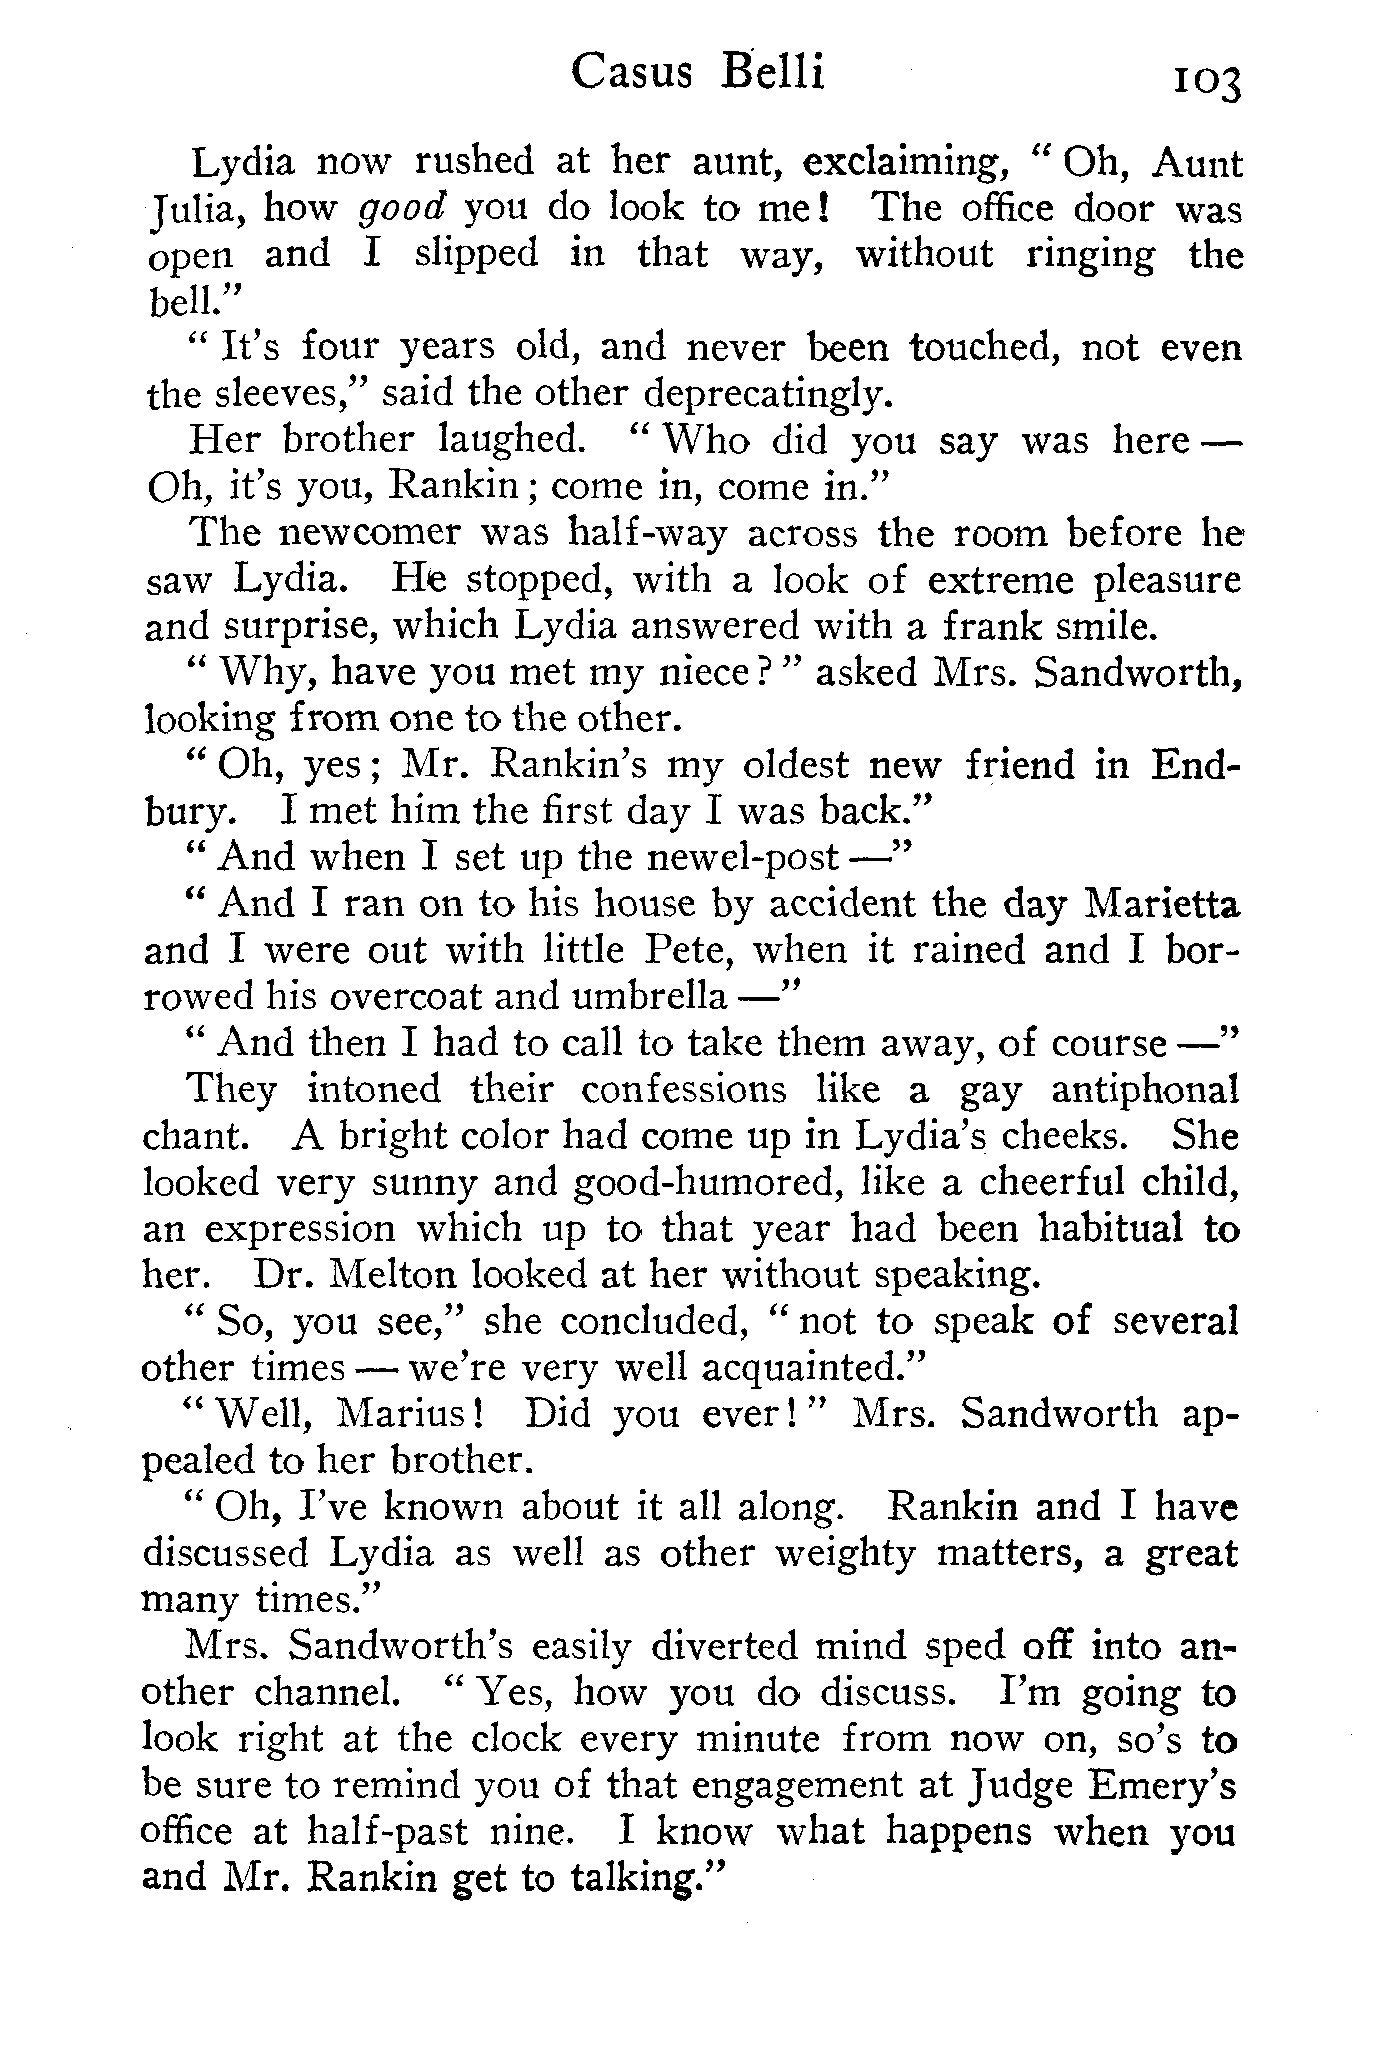 Casus Belli 103
Lydia now rushed at her aunt, exclaiming, “ Oh, Aunt
Julia, how good you do look to me! The office door was
open and I slipped in that way, without ringing the
bell.”
“ It’s four years old, and never been touched, not even
the sleeves,” said the other deprecatingly.
Her brother laughed. “ Who did you say was here —
Oh, it’s you, Rankin ; come in, come in.”
The newcomer was half-way across the room before he
saw Lydia. He stopped, with a look of extreme pleasure
and surprise, which Lydia answered with a frank smile.
“ Why, have you met my niece ? ” asked Mrs. Sandworth,
looking from one to the other.
“ Oh, yes ; Mr. Rankin’s my oldest new friend in End-
bury. I met him the first day I was back.”
“ And when I set up the newel-post —”
“ And I ran on to his house by accident the day Marietta
and I were out with little Pete, when it rained and I bor-
rowed his overcoat and umbrella —”
“ And then I had to call to take them away, of course —”
They intoned their confessions like a gay antiphonal
chant. A bright color had come up in Lydia’s cheeks. She
looked very sunny and good-humored, like a cheerful child,
an expression which up to that year had been habitual to
her. Dr. Melton looked at her without speaking.
“ So, you see,” she concluded, “ not to speak of several
other times — we’re very well acquainted.”
“ Well, Marius! Did you ever! ” Mrs. Sandworth ap-
pealed to her brother.
“ Oh, I’ve known about it all along. Rankin and I have
discussed Lydia as well as other weighty matters, a great
many times.”
Mrs. Sandworth’s easily diverted mind sped off into an-
other channel. “ Yes, how you do discuss. I’m going to
look right at the clock every minute from now on, so’s to
be sure to remind you of that engagement at Judge Emery’s
office at half-past nine. I know what happens when you
and Mr. Rankin get to talking.”